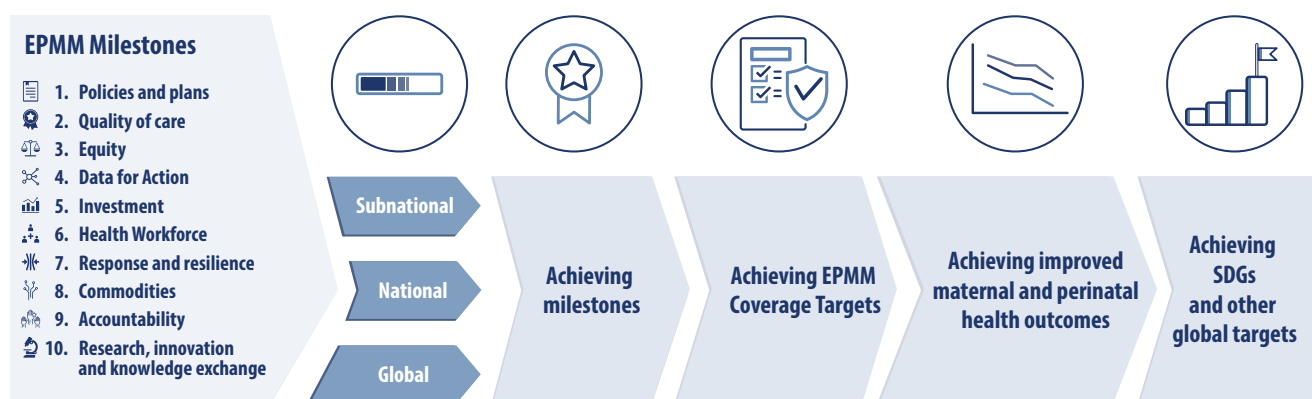 EPMM Milestones
1. Policies and plans
2. Quality of care
3. Equity
4. Data for Action
5. Investment
6. Health Workforce
7. Response and resilience
8. Commodities
9. Accountability
10. Research, innovation
and knowledge exchange
Subnational
National
Global
Achieving
milestones
Achieving EPMM
Coverage Targets
Achieving improved
maternal and perinatal
health outcomes
Achieving
SDGs
and other
global targets